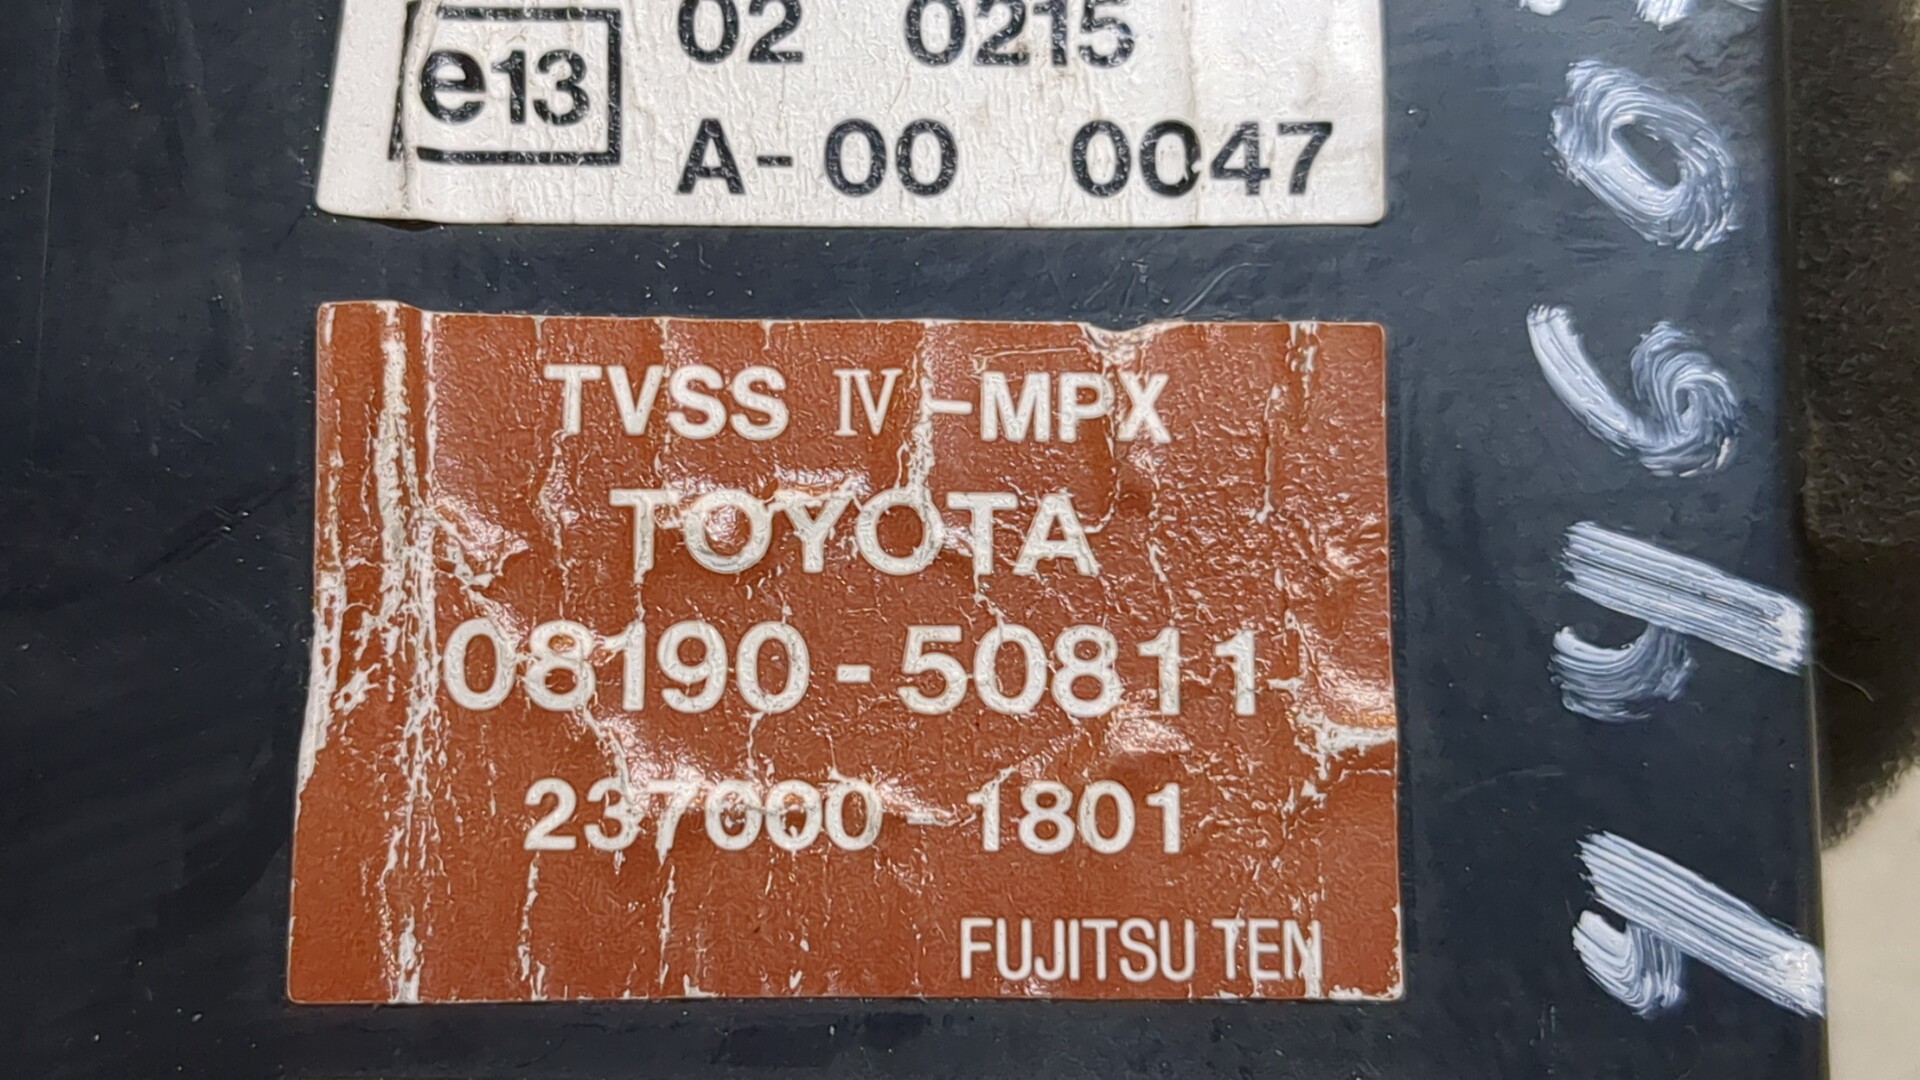 e13
02 0215
A-00 0047
TVSS IV-MPX
TOYOTA
08190-50811
237000-1801
FUJITSU TEN